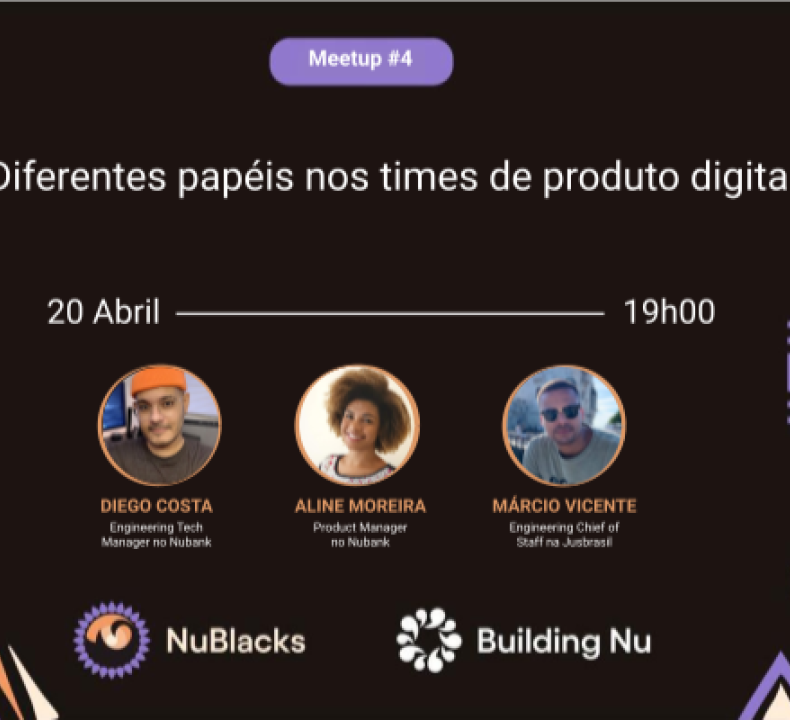 Meetup #4
Diferentes papéis nos times de produto digita
20 Abril 19h00
DIEGO COSTA
Engineering Tech
Manager no Nubank
ALINE MOREIRA
Product Manager
no Nubank
MÁRCIO VICENTE
Engineering Chief of
Staff na Jusbrasil
NuBlacks
Building Nu